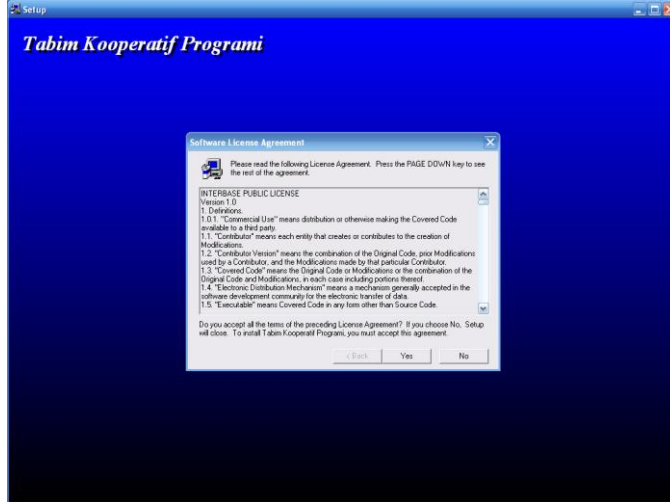 Setup
Tabim Kooperatif Programi
Software License Agreement
Please read the following License Agreement. Press the PAGE DOWN key to see
the rest of the agreement.
INTERBASE PUBLIC LICENSE
Version 1.0
1. Definitions.
1.0.1. "Commercial Use" means distribution or otherwise making the Covered Code
available to a third party.
1.1. "Contributor" means each entity that creates or contributes to the creation of
Modifications.
1.2. "Contributor Version" means the combination of the Original Code, prior Modifications
used by a Contributor, and the Modifications made by that particular Contributor.
1.3. "Covered Code" means the Original Code or Modifications or the combination of the
Original Code and Modifications, in each case including portions thereof.
1.4. "Electronic Distribution Mechanism" means a mechanism generally accepted in the
software development community for the electronic transfer of data.
1.5. "Executable" means Covered Code in any form other than Source Code.
Do you accept all the terms of the preceding License Agreement? If you choose No, Setup
will close. To install Tabim Kooperatif Programi, you must accept this agreement.
< Back Yes No